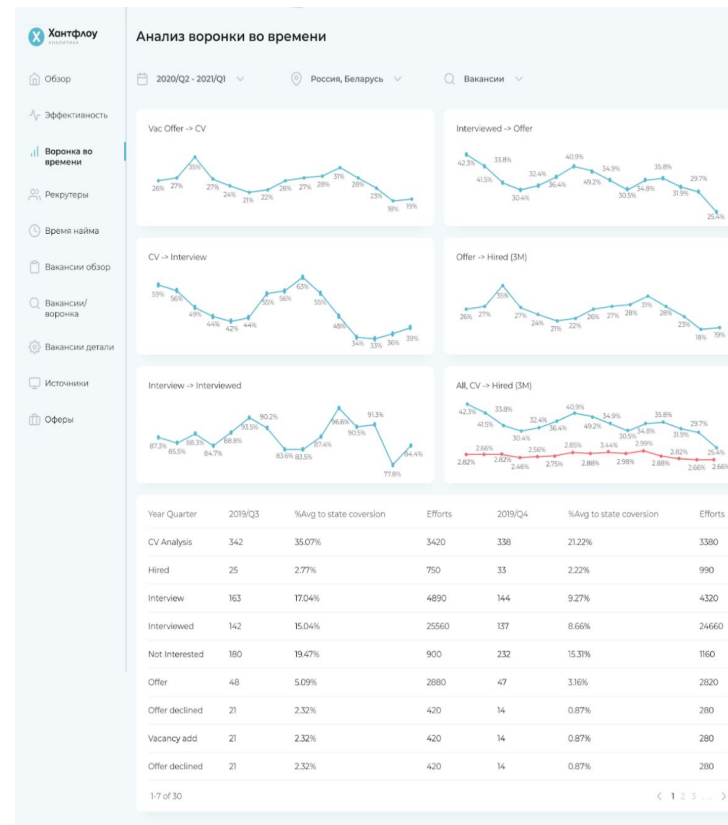 Хантфлоу
АНАЛИТИКА
Анализ воронки во времени
Обзор
Эффективность
Воронка во
времени
Рекрутеры
Время найма
Вакансии обзор
Вакансии/
воронка
Вакансии детали
Источники
Оферы
2020/Q2 - 2021/Q1
Россия, Беларусь
Вакансии
Vac Offer -> CV
26% 27% 35% 27% 24% 21% 22% 26% 27% 28% 31% 28% 23% 18% 19%
Interviewed -> Offer
42.3% 41.5% 33.8% 30.4% 32.4% 36.4% 40.9% 49.2% 34.9% 30.5% 34.8% 35.8% 31.9% 29.7% 25.4%
CV -> Interview
59% 56% 49% 44% 42% 44% 55% 56% 63% 55% 45% 34% 33% 36% 39%
Offer -> Hired (3M)
26% 27% 35% 27% 24% 21% 22% 26% 27% 28% 31% 28% 23% 18% 19%
Interview -> Interviewed
87.3% 85.5% 88.3% 84.7% 88.8% 93.5% 90.2% 83.6% 83.5% 87.4% 96.6% 90.5% 91.3% 77.8% 84.4%
All, CV -> Hired (3M)
42.3% 41.5% 33.8% 30.4% 32.4% 36.4% 40.9% 49.2% 34.9% 30.5% 34.8% 35.8% 31.9% 29.7% 25.4%
2.82% 2.66% 2.82% 2.46% 2.56% 2.75% 2.85% 2.88% 3.44% 2.98% 2.99% 2.88% 2.82% 2.66% 2.66%
Year Quarter 2019/Q3 %Avg to state coversion Efforts 2019/Q4 %Avg to state coversion Efforts
CV Analysis 342 35.07% 3420 338 21.22% 3380
Hired 25 2.77% 750 33 2.22% 990
Interview 163 17.04% 4890 144 9.27% 4320
Interviewed 142 15.04% 25560 137 8.66% 24660
Not Interested 180 19.47% 900 232 15.31% 1160
Offer 48 5.09% 2880 47 3.16% 2820
Offer declined 21 2.32% 420 14 0.87% 280
Vacancy add 21 2.32% 420 14 0.87% 280
Offer declined 21 2.32% 420 14 0.87% 280
1-7 of 30
1 2 3 ...